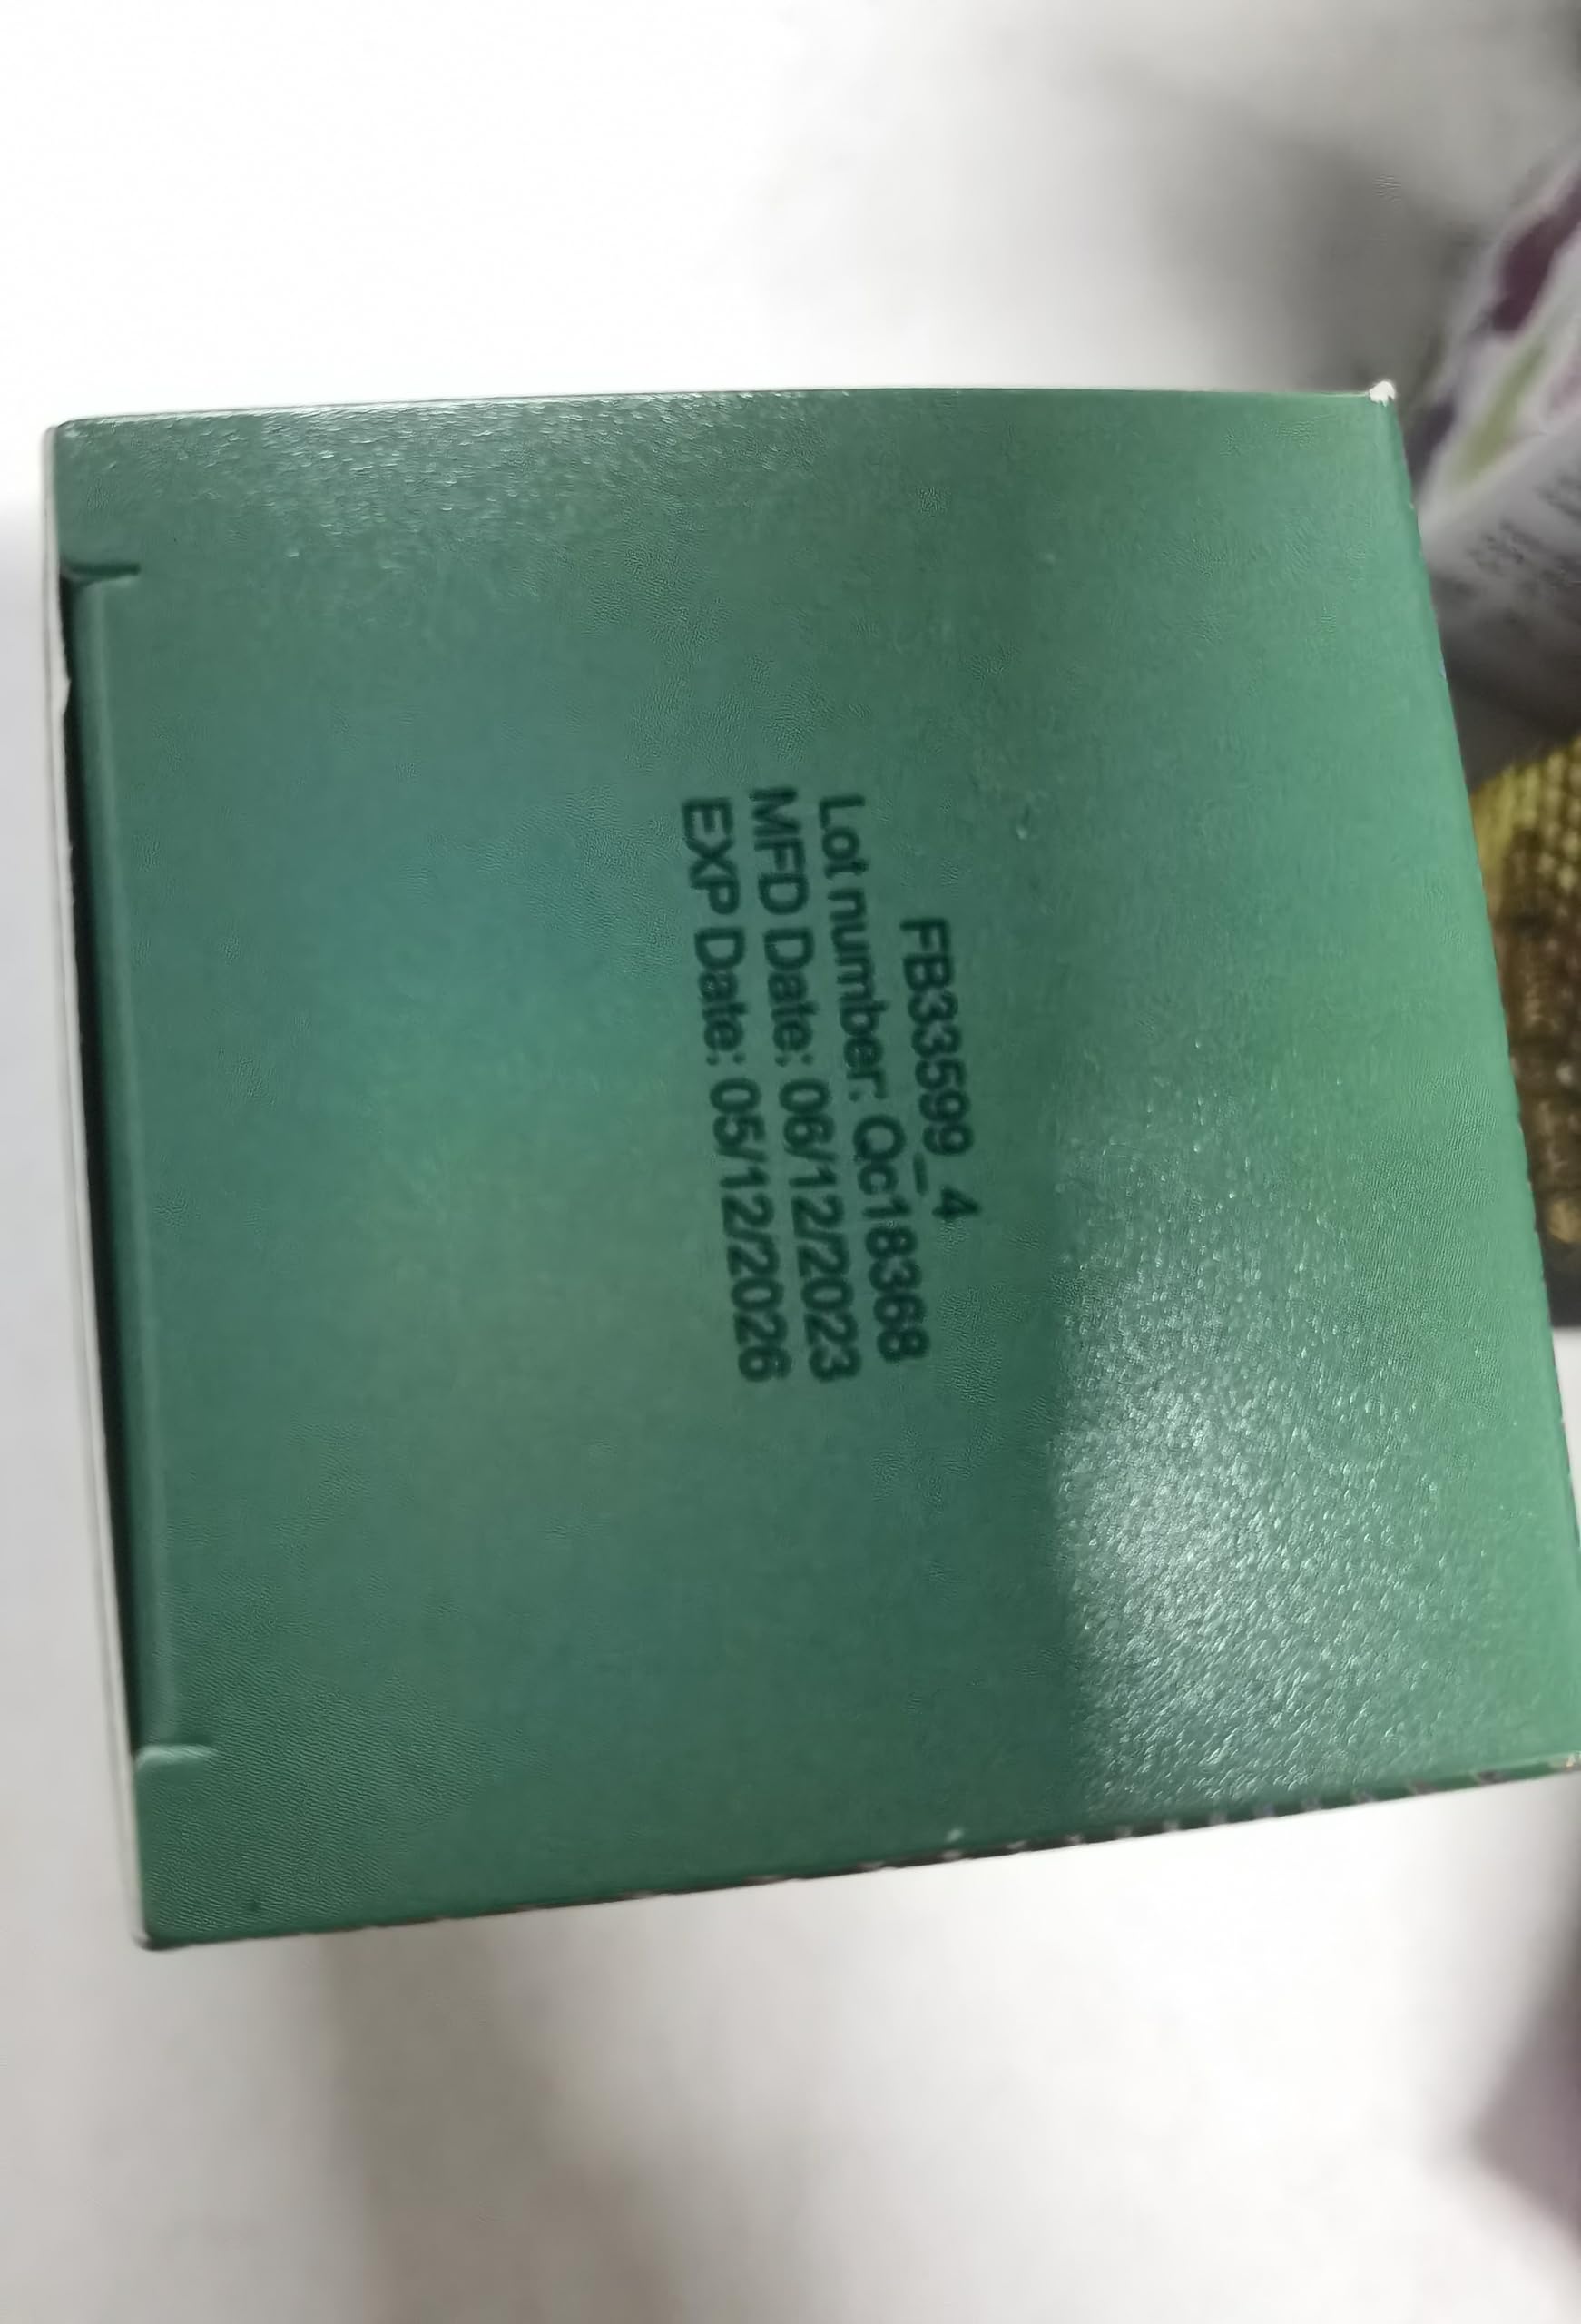 FB33599_4
Lot number: Qc18368
MFD Date: 06/12/2023
EXP Date: 05/12/2026